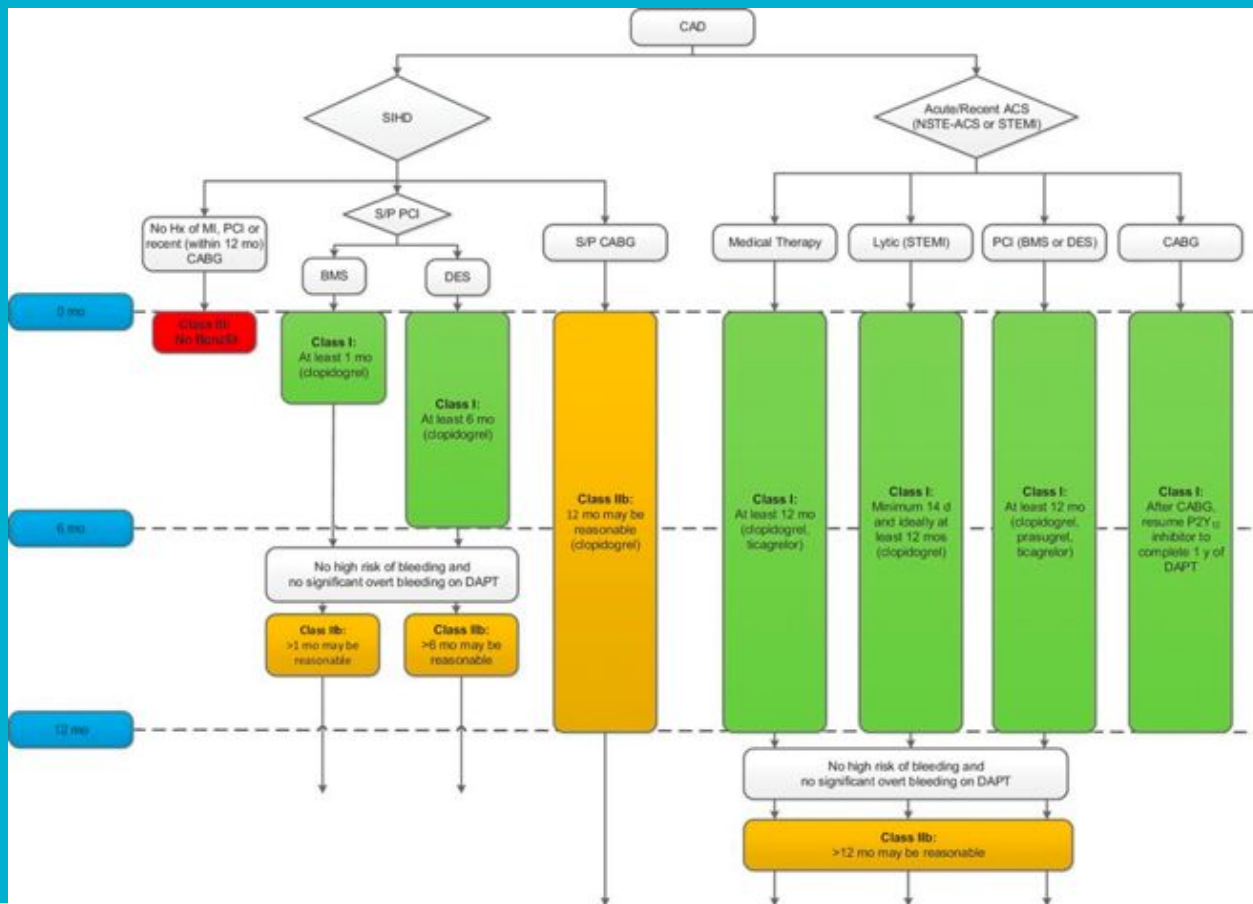 CAD
SIHD
Acute/Recent ACS
(NSTE-ACS or STEMI)
No Hx of MI, PCI or
recent (within 12 mo)
CABG
S/P PCI
BMS
DES
S/P CABG
Medical Therapy
Lytic (STEMI)
PCI (BMS or DES)
CABG
0 mo
Class III:
No Benefit
Class I:
At least 1 mo
(clopidogrel)
Class I:
At least 6 mo
(clopidogrel)
Class IIb:
12 mo may be
reasonable
(clopidogrel)
Class I:
At least 12 mo
(clopidogrel,
ticagrelor)
Class I:
Minimum 14 d
and ideally at
least 12 mos
(clopidogrel)
Class I:
At least 12 mo
(clopidogrel,
prasugrel,
ticagrelor)
Class I:
After CABG,
resume P2Y₁₂
inhibitor to
complete 1 y of
DAPT
6 mo
No high risk of bleeding and
no significant overt bleeding on DAPT
Class IIb:
>1 mo may be
reasonable
Class IIb:
>6 mo may be
reasonable
12 mo
No high risk of bleeding and
no significant overt bleeding on DAPT
Class IIb:
>12 mo may be reasonable